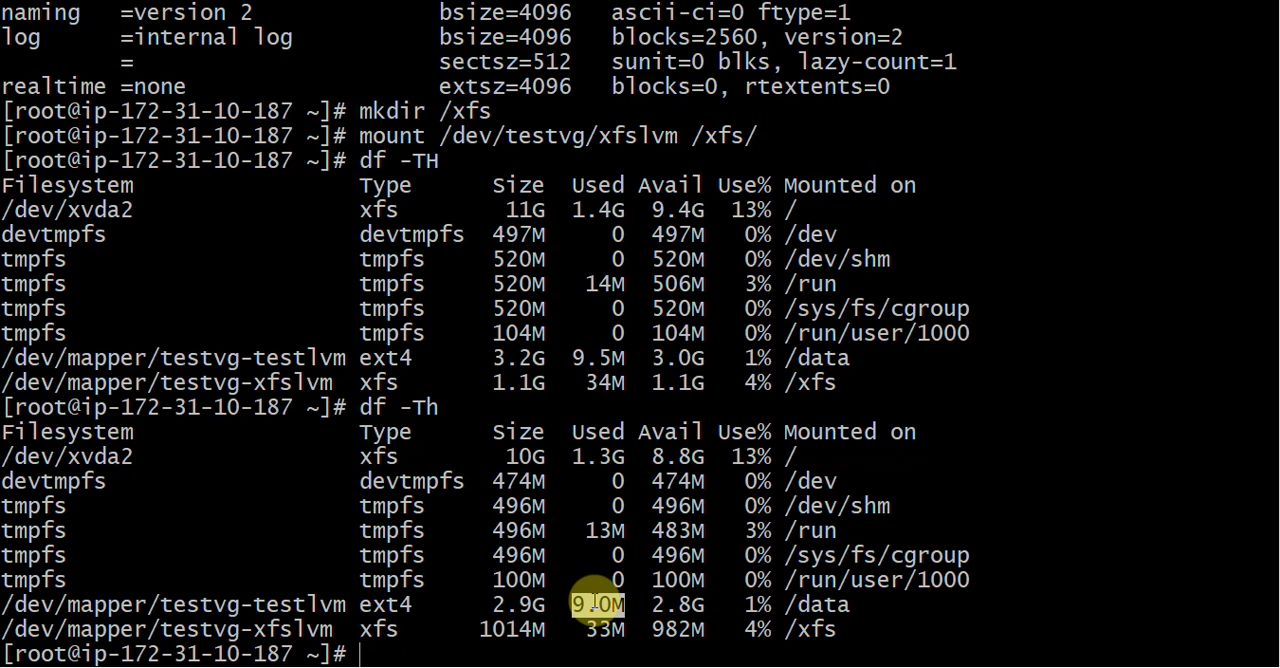 naming   =version 2              bsize=4096   ascii-ci=0 ftype=1
log      =internal log           bsize=4096   blocks=2560, version=2
         =                       sectsz=512   sunit=0 blks, lazy-count=1
realtime =none                   extsz=4096   blocks=0, rtextents=0
[root@ip-172-31-10-187 ~]# mkdir /xfs
[root@ip-172-31-10-187 ~]# mount /dev/testvg/xfslvm /xfs/
[root@ip-172-31-10-187 ~]# df -TH
Filesystem                 Type      Size  Used Avail Use% Mounted on
/dev/xvda2                 xfs        11G  1.4G  9.4G  13% /
devtmpfs                   devtmpfs  497M     0  497M   0% /dev
tmpfs                      tmpfs     520M     0  520M   0% /dev/shm
tmpfs                      tmpfs     520M   14M  506M   3% /run
tmpfs                      tmpfs     520M     0  520M   0% /sys/fs/cgroup
tmpfs                      tmpfs     104M     0  104M   0% /run/user/1000
/dev/mapper/testvg-testlvm ext4      3.2G  9.5M  3.0G   1% /data
/dev/mapper/testvg-xfslvm  xfs       1.1G   34M  1.1G   4% /xfs
[root@ip-172-31-10-187 ~]# df -Th
Filesystem                 Type      Size  Used Avail Use% Mounted on
/dev/xvda2                 xfs        10G  1.3G  8.8G  13% /
devtmpfs                   devtmpfs  474M     0  474M   0% /dev
tmpfs                      tmpfs     496M     0  496M   0% /dev/shm
tmpfs                      tmpfs     496M   13M  483M   3% /run
tmpfs                      tmpfs     496M     0  496M   0% /sys/fs/cgroup
tmpfs                      tmpfs     100M     0  100M   0% /run/user/1000
/dev/mapper/testvg-testlvm ext4      2.9G  9.0M  2.8G   1% /data
/dev/mapper/testvg-xfslvm  xfs      1014M   33M  982M   4% /xfs
[root@ip-172-31-10-187 ~]#